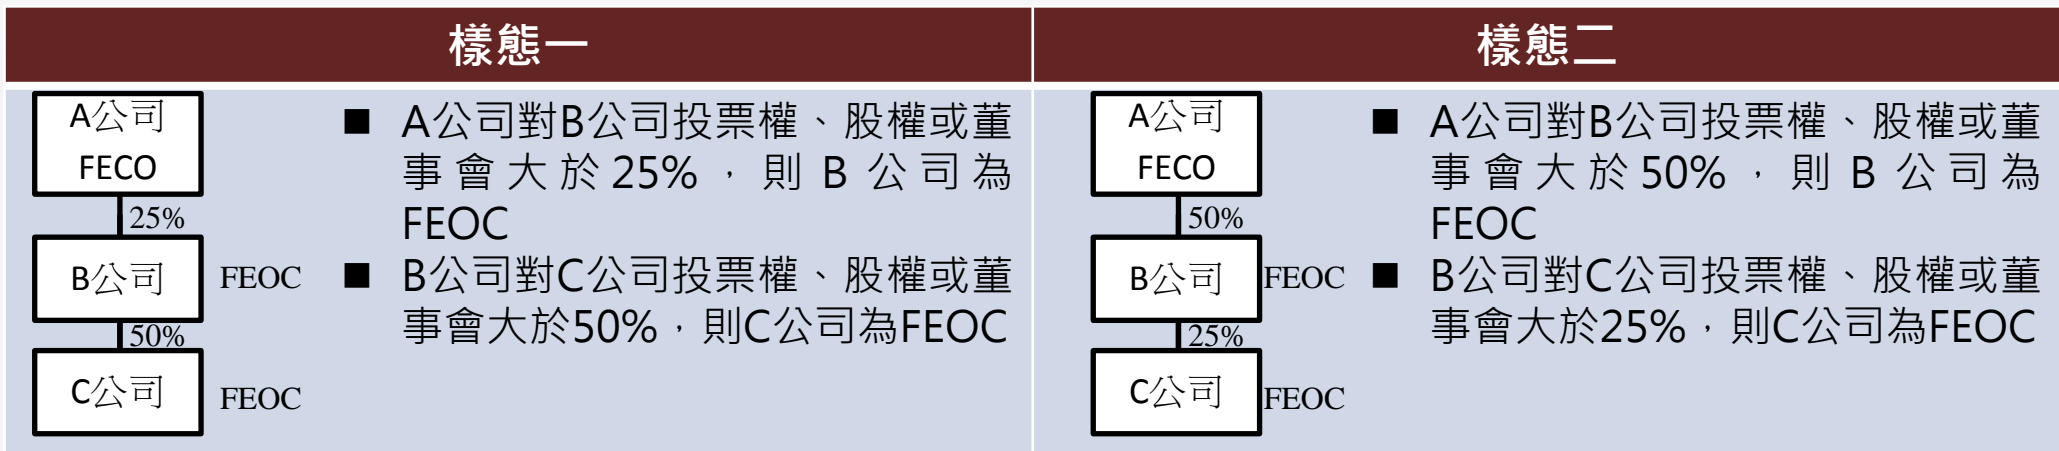 樣態一
A公司
FECO
25%
B公司
FEOC
50%
C公司
FEOC
■ A公司對B公司投票權、股權或董
事會大於25%，則B公司為
FEOC
■ B公司對C公司投票權、股權或董
事會大於50%，則C公司為FEOC
樣態二
A公司
FECO
50%
B公司
FEOC
25%
C公司
FEOC
■ A公司對B公司投票權、股權或董
事會大於50%，則B公司為
FEOC
■ B公司對C公司投票權、股權或董
事會大於25%，則C公司為FEOC